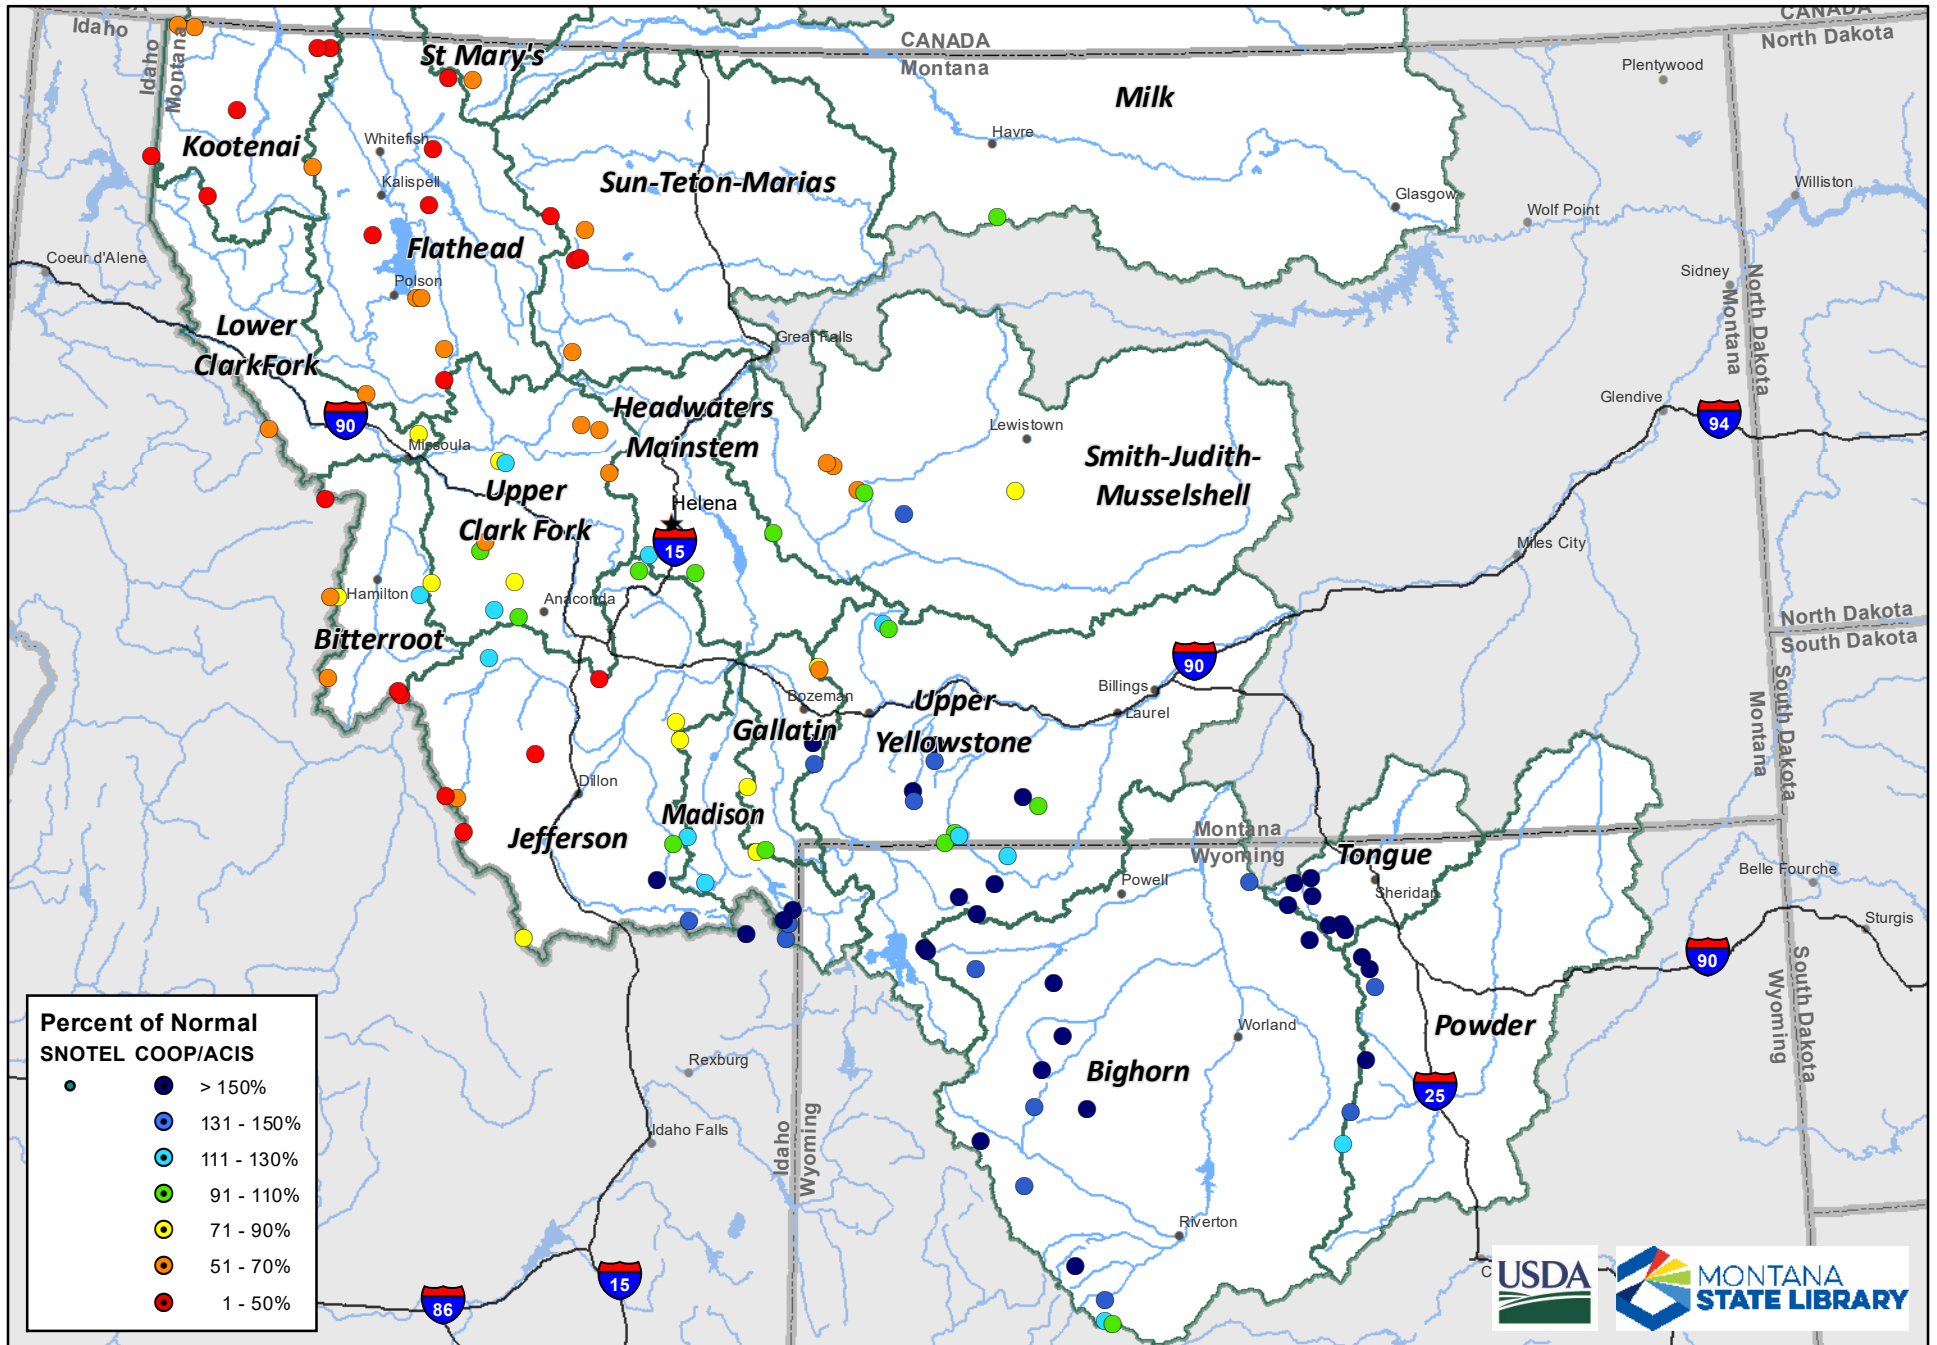 Idaho
CANADA
North Dakota
CANADA
Montana
Idaho
Montana
St Mary's
Plentywood
Milk
Havre
Kootenai
Whitefish
Kalispell
Sun-Teton-Marias
Glasgow
Wolf Point
Williston
Flathead
Coeur d'Alene
Polson
Sidney
North Dakota
Montana
Lower
ClarkFork
Great Falls
Glendive
94
90
Headwaters
Mainstem
Missoula
Lewistown
Smith-Judith-
Musselshell
Upper
Clark Fork
Helena
15
Miles City
Hamilton
Anaconda
Bitterroot
North Dakota
South Dakota
90
Billings
Laurel
Bozeman
Upper
Yellowstone
Gallatin
South Dakota
Montana
Dillon
Madison
Jefferson
Montana
Wyoming
Tongue
Sheridan
Powell
Belle Fourche
Sturgis
90
South Dakota
Wyoming
Powder
Worland
Bighorn
25
Rexburg
Idaho Falls
Idaho
Wyoming
Riverton
15
86
Percent of Normal
SNOTEL COOP/ACIS
> 150%
131 - 150%
111 - 130%
91 - 110%
71 - 90%
51 - 70%
1 - 50%
C
USDA
MONTANA
STATE LIBRARY